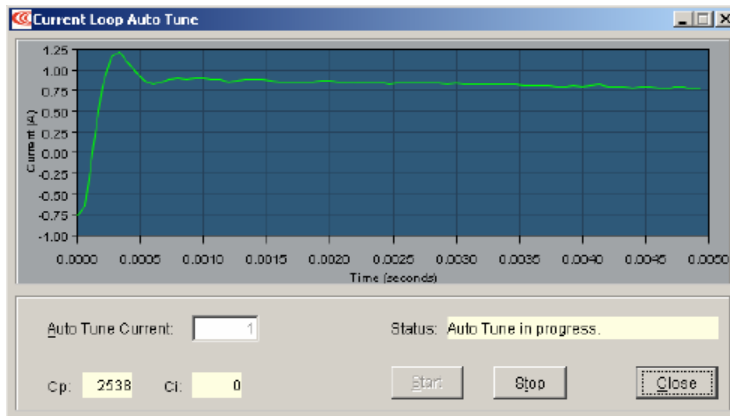 Current Loop Auto Tune
1.25
1.00
0.75
0.50
0.25
0.00
-0.25
-0.50
-0.75
-1.00
Current (A)
0.0000 0.0005 0.0010 0.0015 0.0020 0.0025 0.0030 0.0035 0.0040 0.0045 0.0050
Time (seconds)
Auto Tune Current: 1 Status: Auto Tune in progress.
Cp: 2538 Ci: 0 Start Stop Close